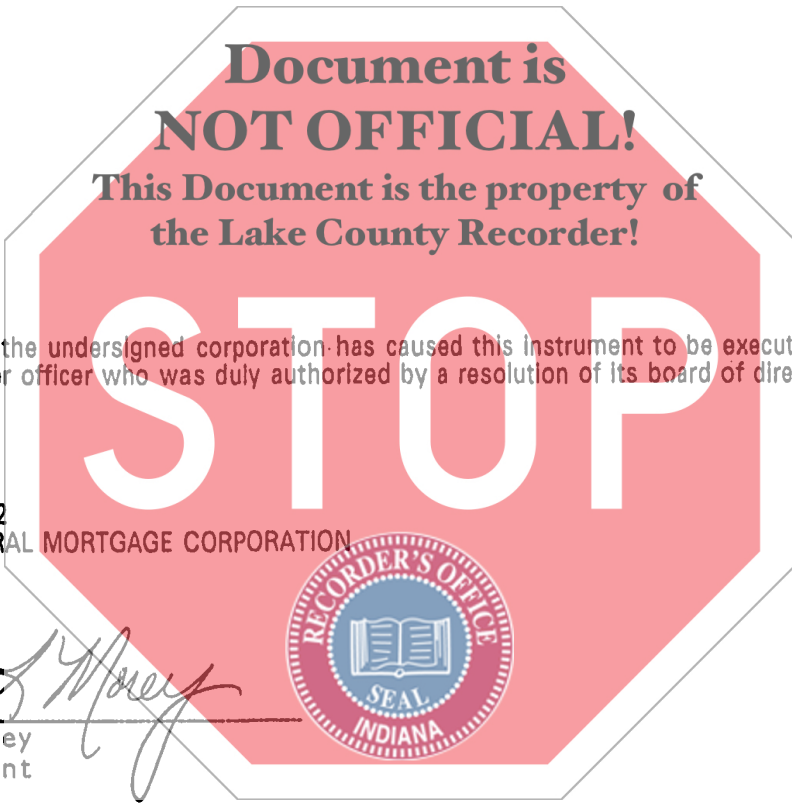 Document is
NOT OFFICIAL!
This Document is the property of
the Lake County Recorder!
STOP
the undersigned corporation has caused this instrument to be execut
r officer who was duly authorized by a resolution of its board of dire
2
RAL MORTGAGE CORPORATION
RECORDER'S OFFICE
SEAL
INDIANA
Morey
ey
nt